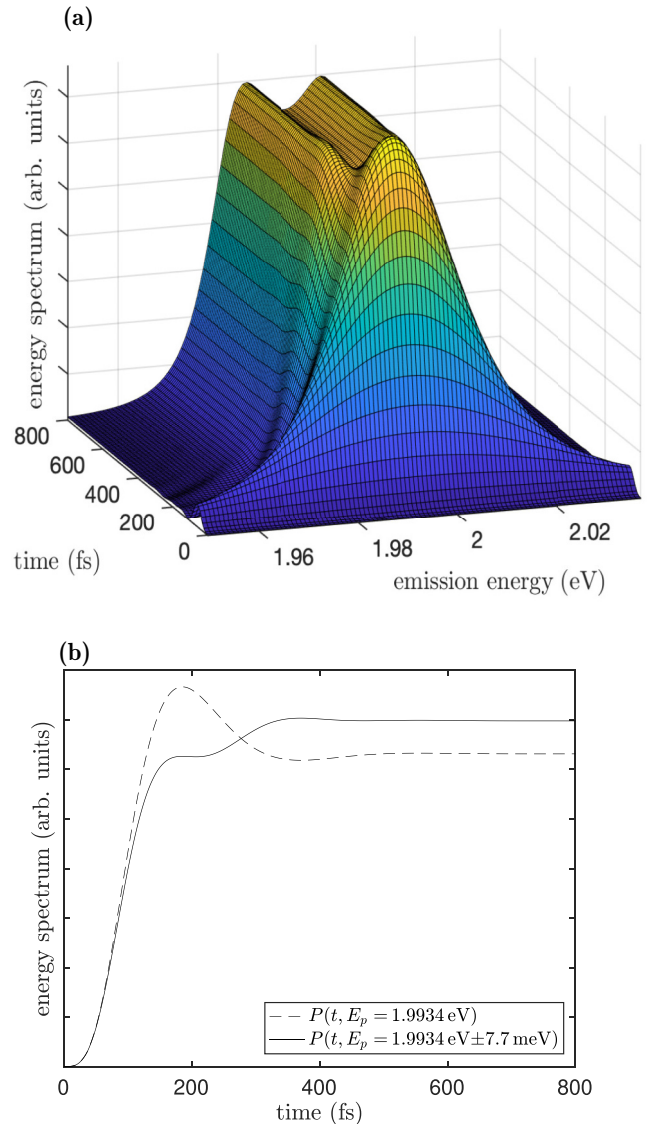 (a)
energy spectrum (arb. units)
800
600
400
200
0
time (fs)
1.96
1.98
2
2.02
emission energy (eV)
(b)
energy spectrum (arb. units)
P(t, E_p = 1.9934 eV)
P(t, E_p = 1.9934 eV±7.7 meV)
0
200
400
600
800
time (fs)